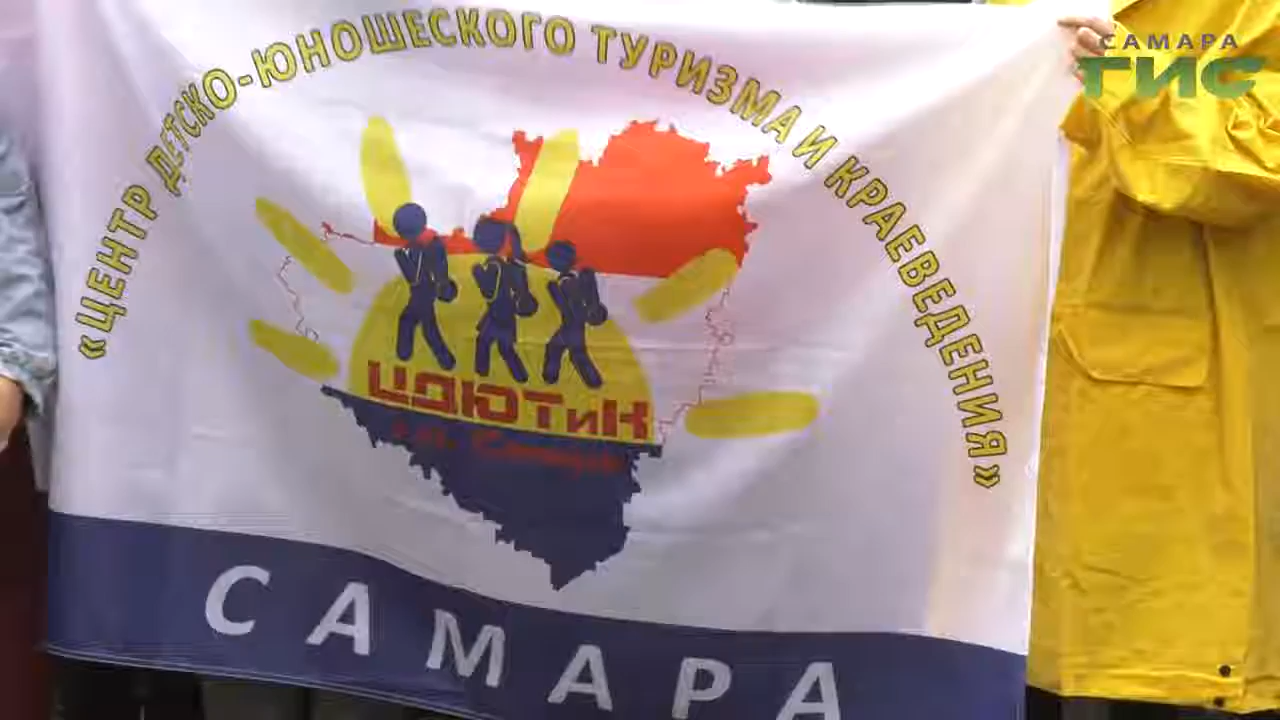 САМАРА
ГИС
«ЦЕНТР ДЕТСКО-ЮНОШЕСКОГО ТУРИЗМА И КРАЕВЕДЕНИЯ»
ЦДЮТиК
САМАРА